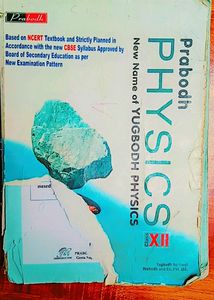 Prabodh
Based on NCERT Textbook and Strictly Planned in
Accordance with the new CBSE Syllabus Approved by
Board of Secondary Education as per
New Examination Pattern
Prabodh
PHYSICS
New Name of YUGBODH PHYSICS
XII